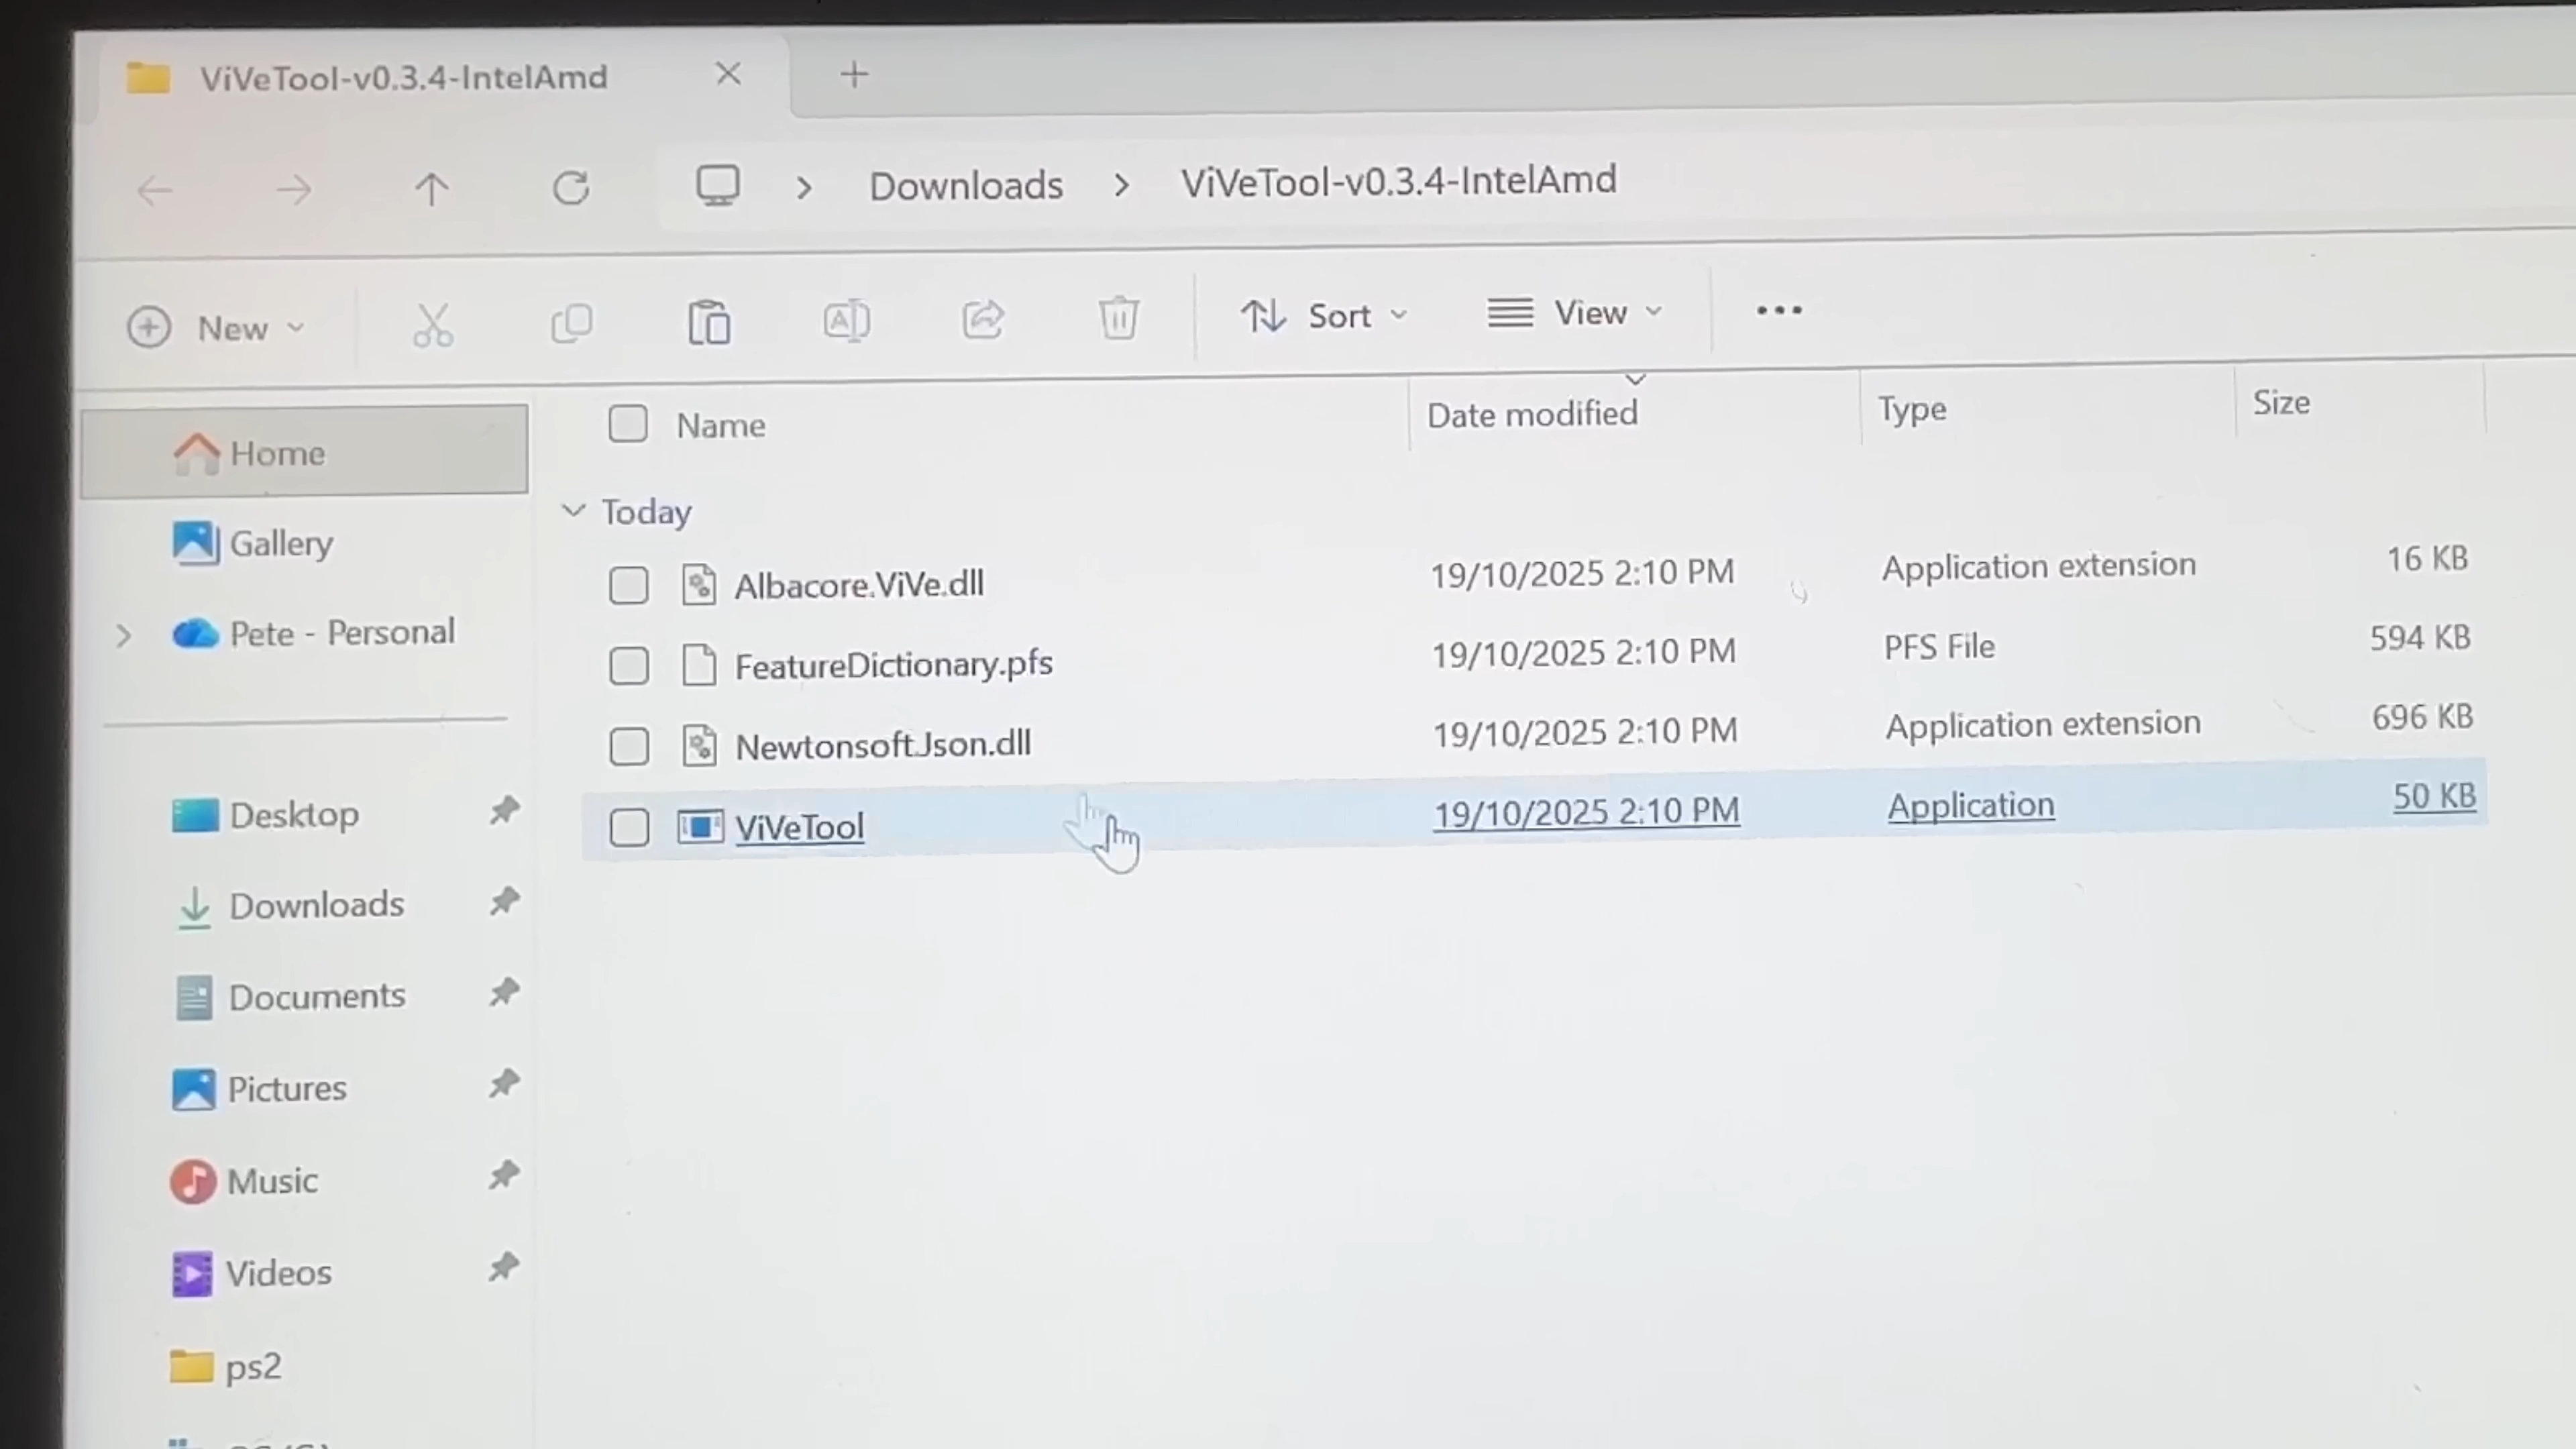 ViVeTool-v0.3.4-IntelAmd
Downloads > ViVeTool-v0.3.4-IntelAmd
New Sort View ...
Name Date modified Type Size
Home
Gallery
Pete - Personal
Desktop
Downloads
Documents
Pictures
Music
Videos
ps2
Today
Albacore.ViVe.dll 19/10/2025 2:10 PM Application extension 16 KB
FeatureDictionary.pfs 19/10/2025 2:10 PM PFS File 594 KB
Newtonsoft.Json.dll 19/10/2025 2:10 PM Application extension 696 KB
ViVeTool 19/10/2025 2:10 PM Application 50 KB